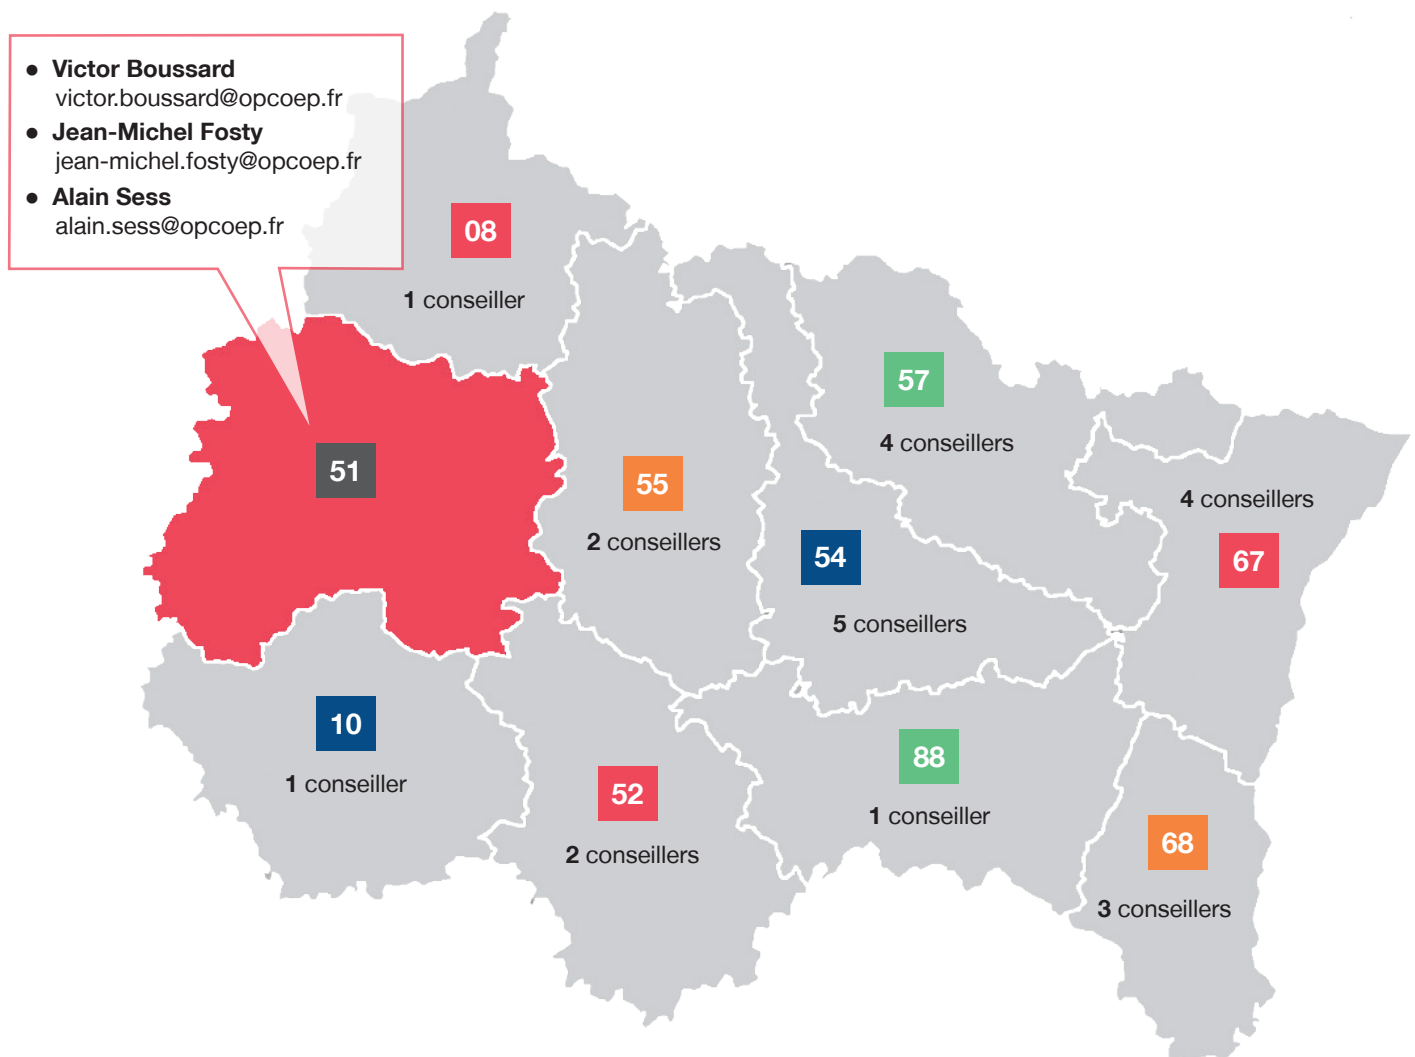 ● Victor Boussard
victor.boussard@opcoep.fr
● Jean-Michel Fosty
jean-michel.fosty@opcoep.fr
● Alain Sess
alain.sess@opcoep.fr
08
1 conseiller
57
4 conseillers
51
55
2 conseillers
4 conseillers
67
54
5 conseillers
10
1 conseiller
52
2 conseillers
88
1 conseiller
68
3 conseillers